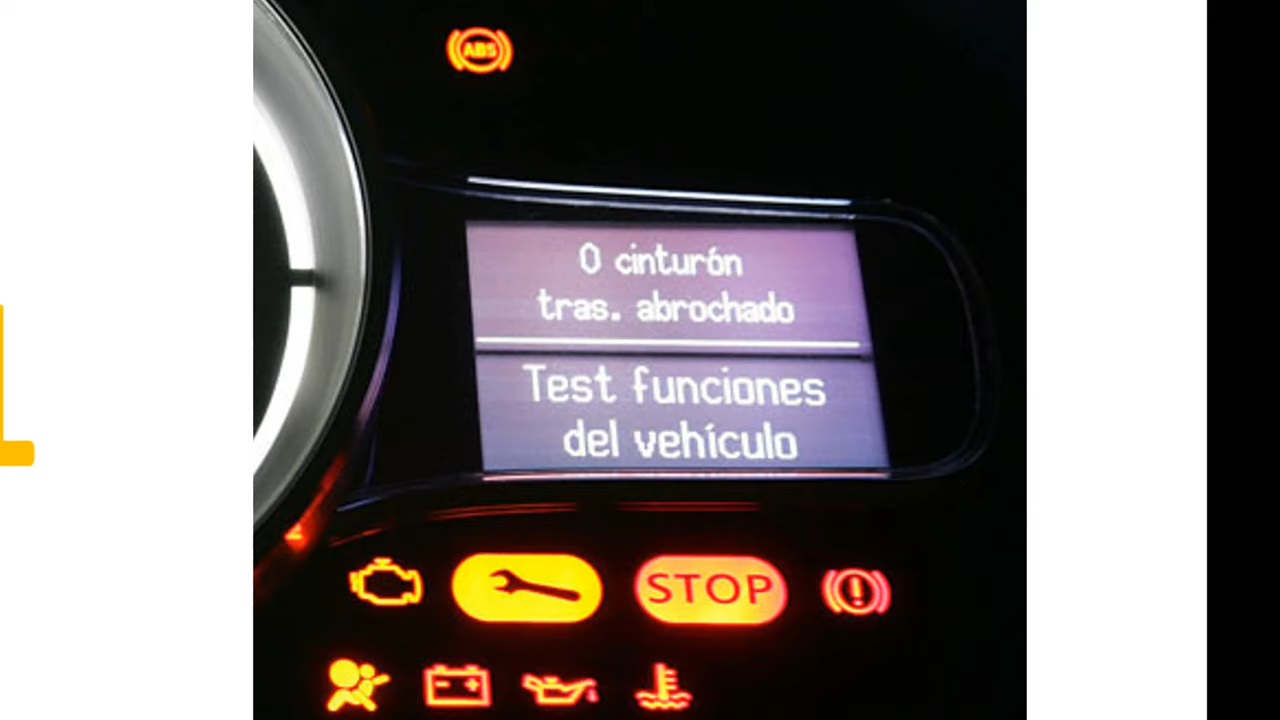 ABS
0 cinturón
tras. abrochado
Test funciones
del vehículo
STOP